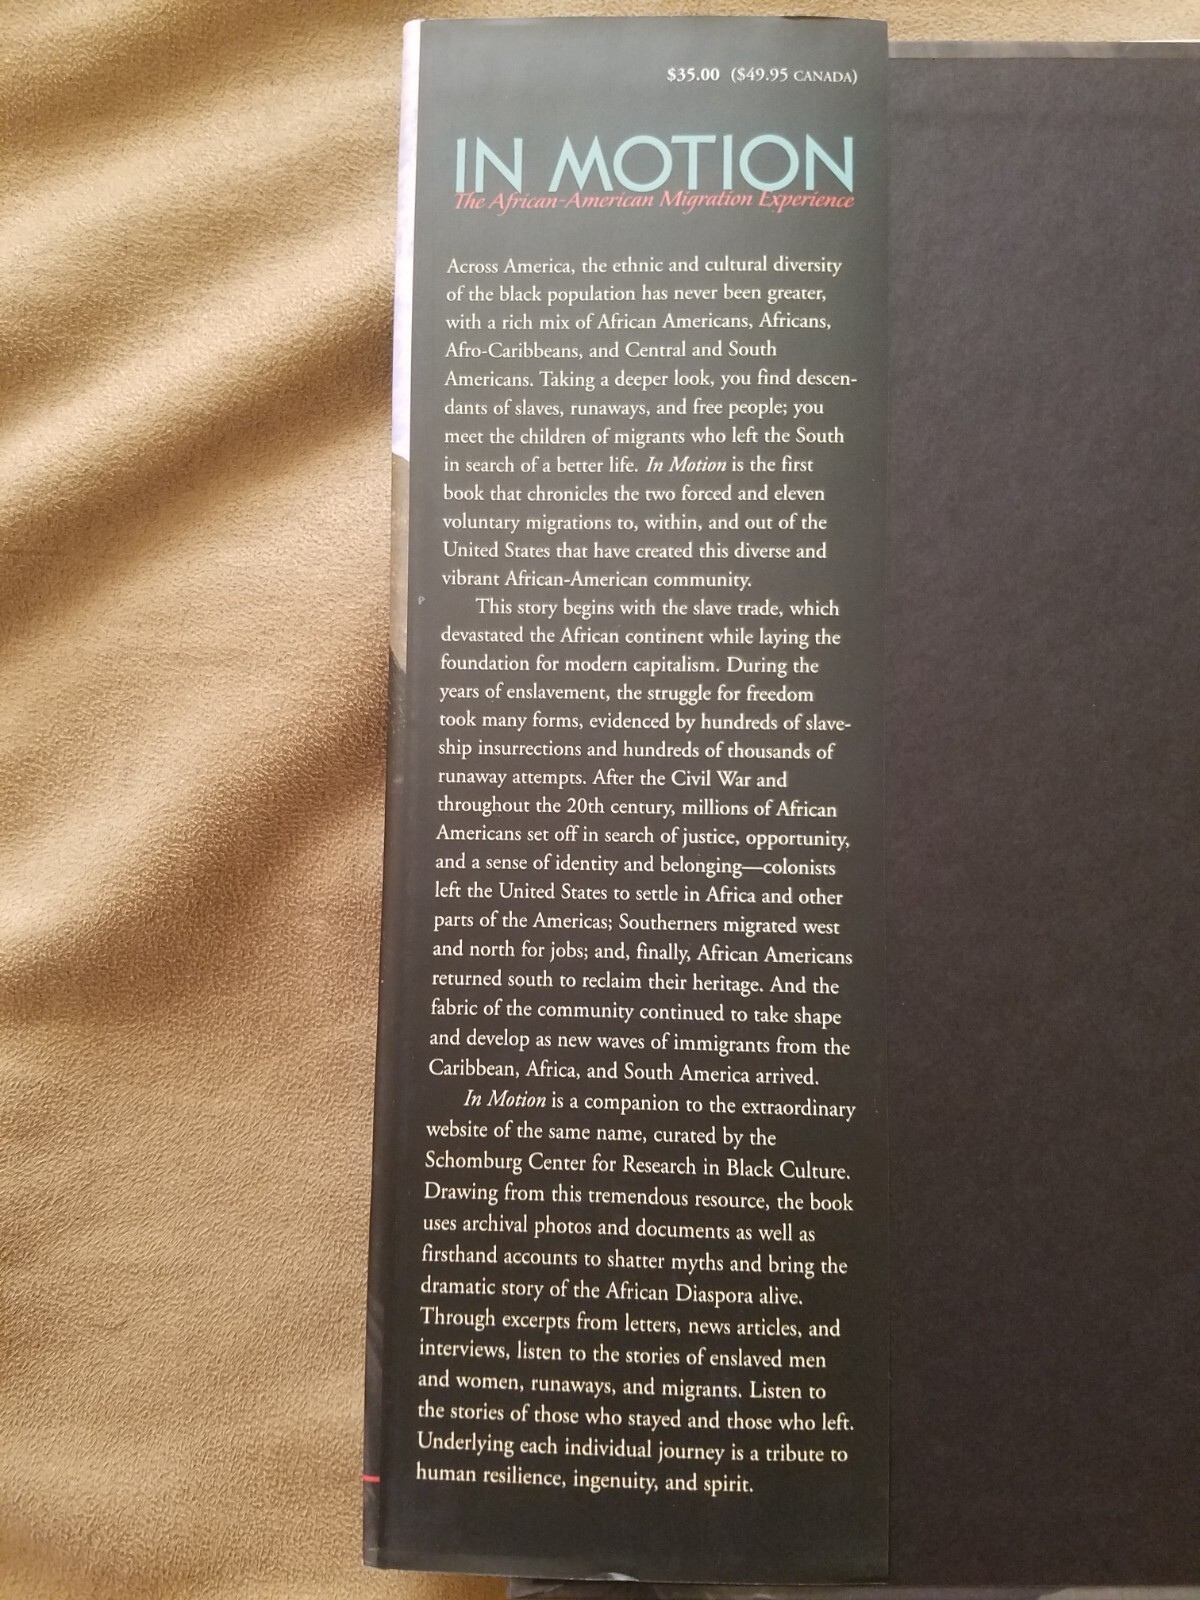 $35.00 ($49.95 CANADA)
IN MOTION
The African-American Migration Experience
Across America, the ethnic and cultural diversity
of the black population has never been greater,
with a rich mix of African Americans, Africans,
Afro-Caribbeans, and Central and South
Americans. Taking a deeper look, you find descen-
dants of slaves, runaways, and free people; you
meet the children of migrants who left the South
in search of a better life. In Motion is the first
book that chronicles the two forced and eleven
voluntary migrations to, within, and out of the
United States that have created this diverse and
vibrant African-American community.
This story begins with the slave trade, which
devastated the African continent while laying the
foundation for modern capitalism. During the
years of enslavement, the struggle for freedom
took many forms, evidenced by hundreds of slave-
ship insurrections and hundreds of thousands of
runaway attempts. After the Civil War and
throughout the 20th century, millions of African
Americans set off in search of justice, opportunity,
and a sense of identity and belonging—colonists
left the United States to settle in Africa and other
parts of the Americas; Southerners migrated west
and north for jobs; and, finally, African Americans
returned south to reclaim their heritage. And the
fabric of the community continued to take shape
and develop as new waves of immigrants from the
Caribbean, Africa, and South America arrived.
In Motion is a companion to the extraordinary
website of the same name, curated by the
Schomburg Center for Research in Black Culture.
Drawing from this tremendous resource, the book
uses archival photos and documents as well as
firsthand accounts to shatter myths and bring the
dramatic story of the African Diaspora alive.
Through excerpts from letters, news articles, and
interviews, listen to the stories of enslaved men
and women, runaways, and migrants. Listen to
the stories of those who stayed and those who left.
Underlying each individual journey is a tribute to
human resilience, ingenuity, and spirit.